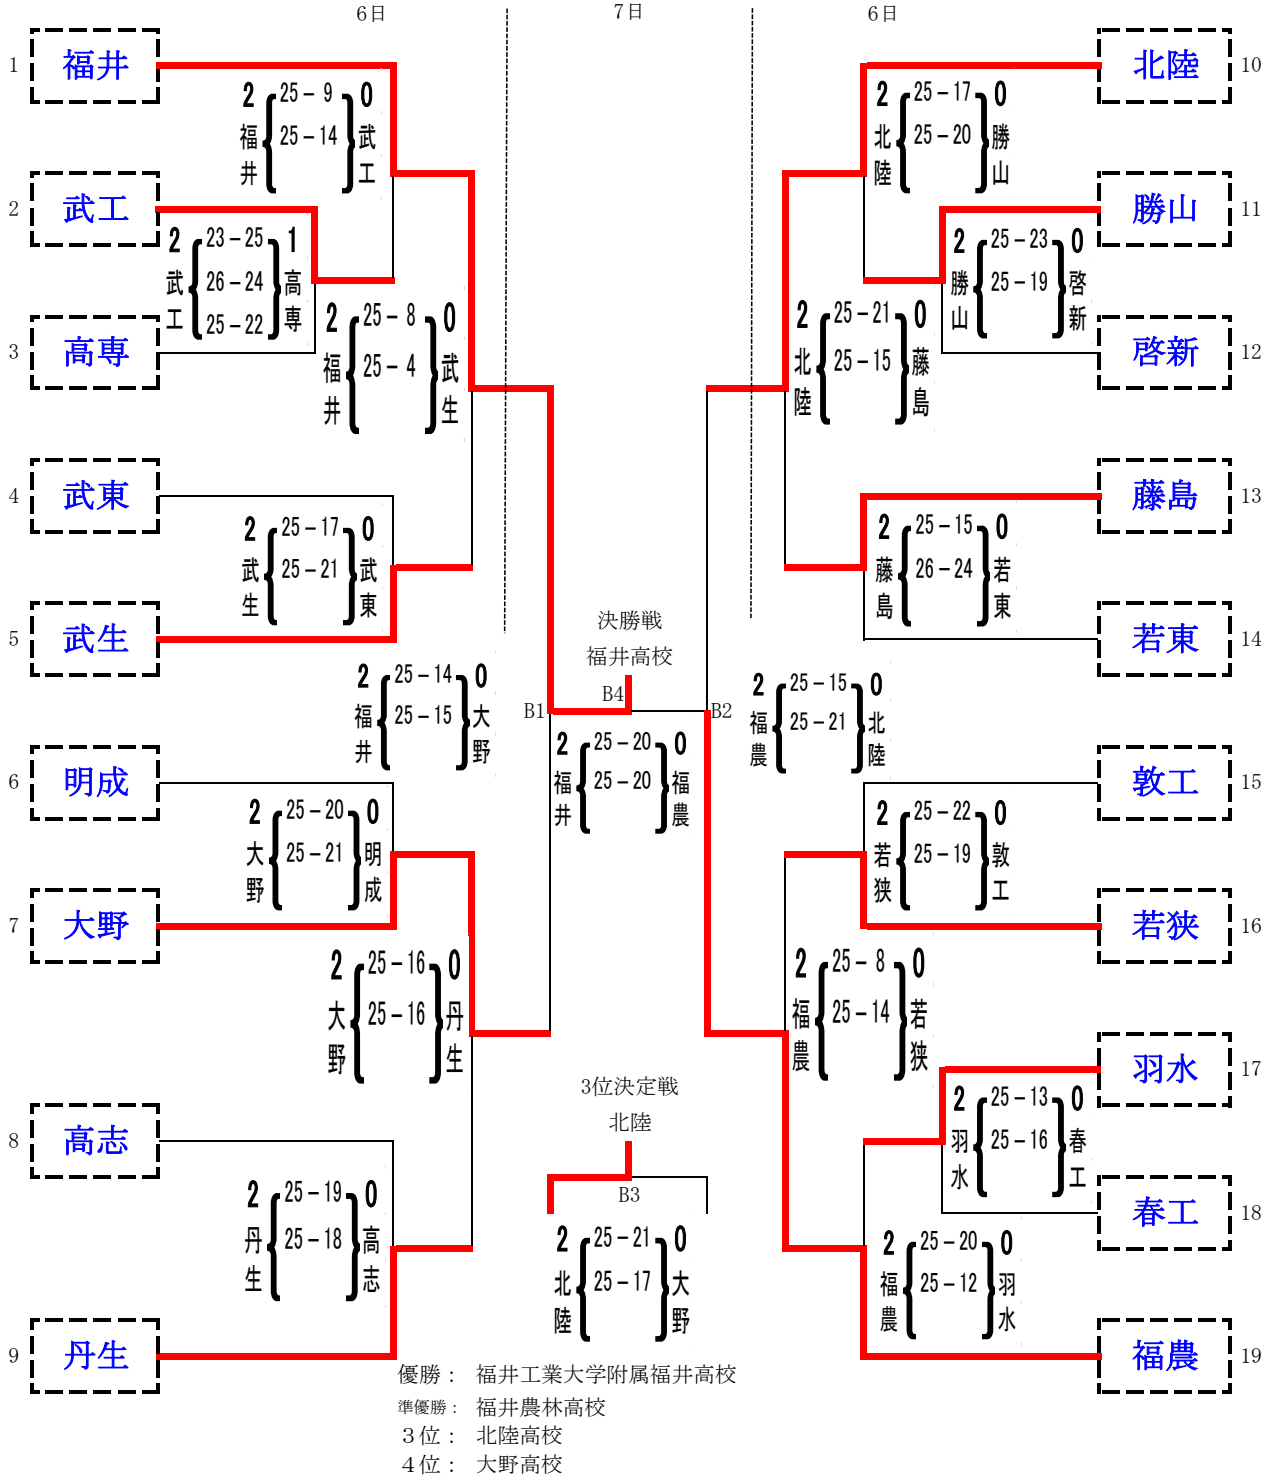 6日
7日
6日
1 福井
2 武工
3 高専
4 武東
5 武生
6 明成
7 大野
8 高志
9 丹生
2 福井 25－9 25－14 0 武工
2 武工 23－25 26－24 25－22 1 高専
2 福井 25－8 25－4 0 武生
2 武生 25－17 25－21 0 武東
2 福井 25－14 25－15 0 大野
2 大野 25－20 25－21 0 明成
2 大野 25－16 25－16 0 丹生
2 丹生 25－19 25－18 0 高志
決勝戦
福井高校
B4
B1
B2
2 福井 25－20 25－20 0 福農
3位決定戦
北陸
B3
2 北陸 25－21 25－17 0 大野
北陸 10
勝山 11
啓新 12
藤島 13
若東 14
敦工 15
若狭 16
羽水 17
春工 18
福農 19
2 北陸 25－17 25－20 0 勝山
2 勝山 25－23 25－19 0 啓新
2 北陸 25－21 25－15 0 藤島
2 藤島 25－15 26－24 0 若東
2 福農 25－15 25－21 0 北陸
2 若狭 25－22 25－19 0 敦工
2 福農 25－8 25－14 0 若狭
2 羽水 25－13 25－16 0 春工
2 福農 25－20 25－12 0 羽水
優勝： 福井工業大学附属福井高校
準優勝： 福井農林高校
３位： 北陸高校
４位： 大野高校